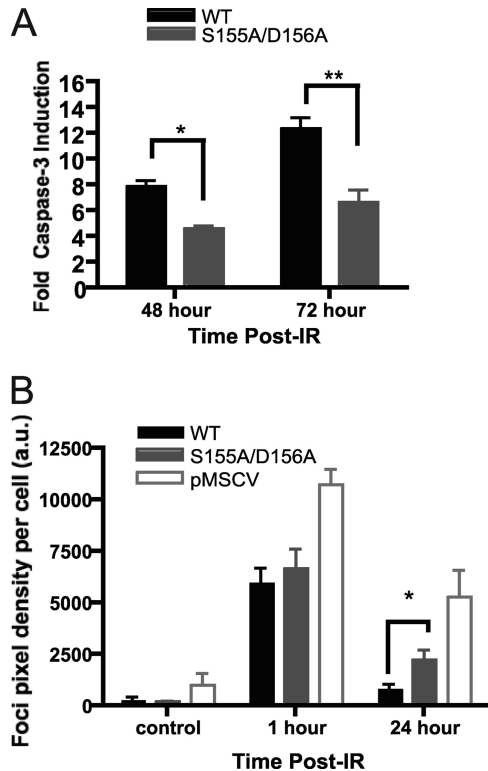 A
WT
S155A/D156A
Fold Caspase-3 Induction
16
14
12
10
8
6
4
2
0
*
**
48 hour
72 hour
Time Post-IR
B
WT
S155A/D156A
pMSCV
Foci pixel density per cell (a.u.)
12500
10000
7500
5000
2500
0
*
control
1 hour
24 hour
Time Post-IR